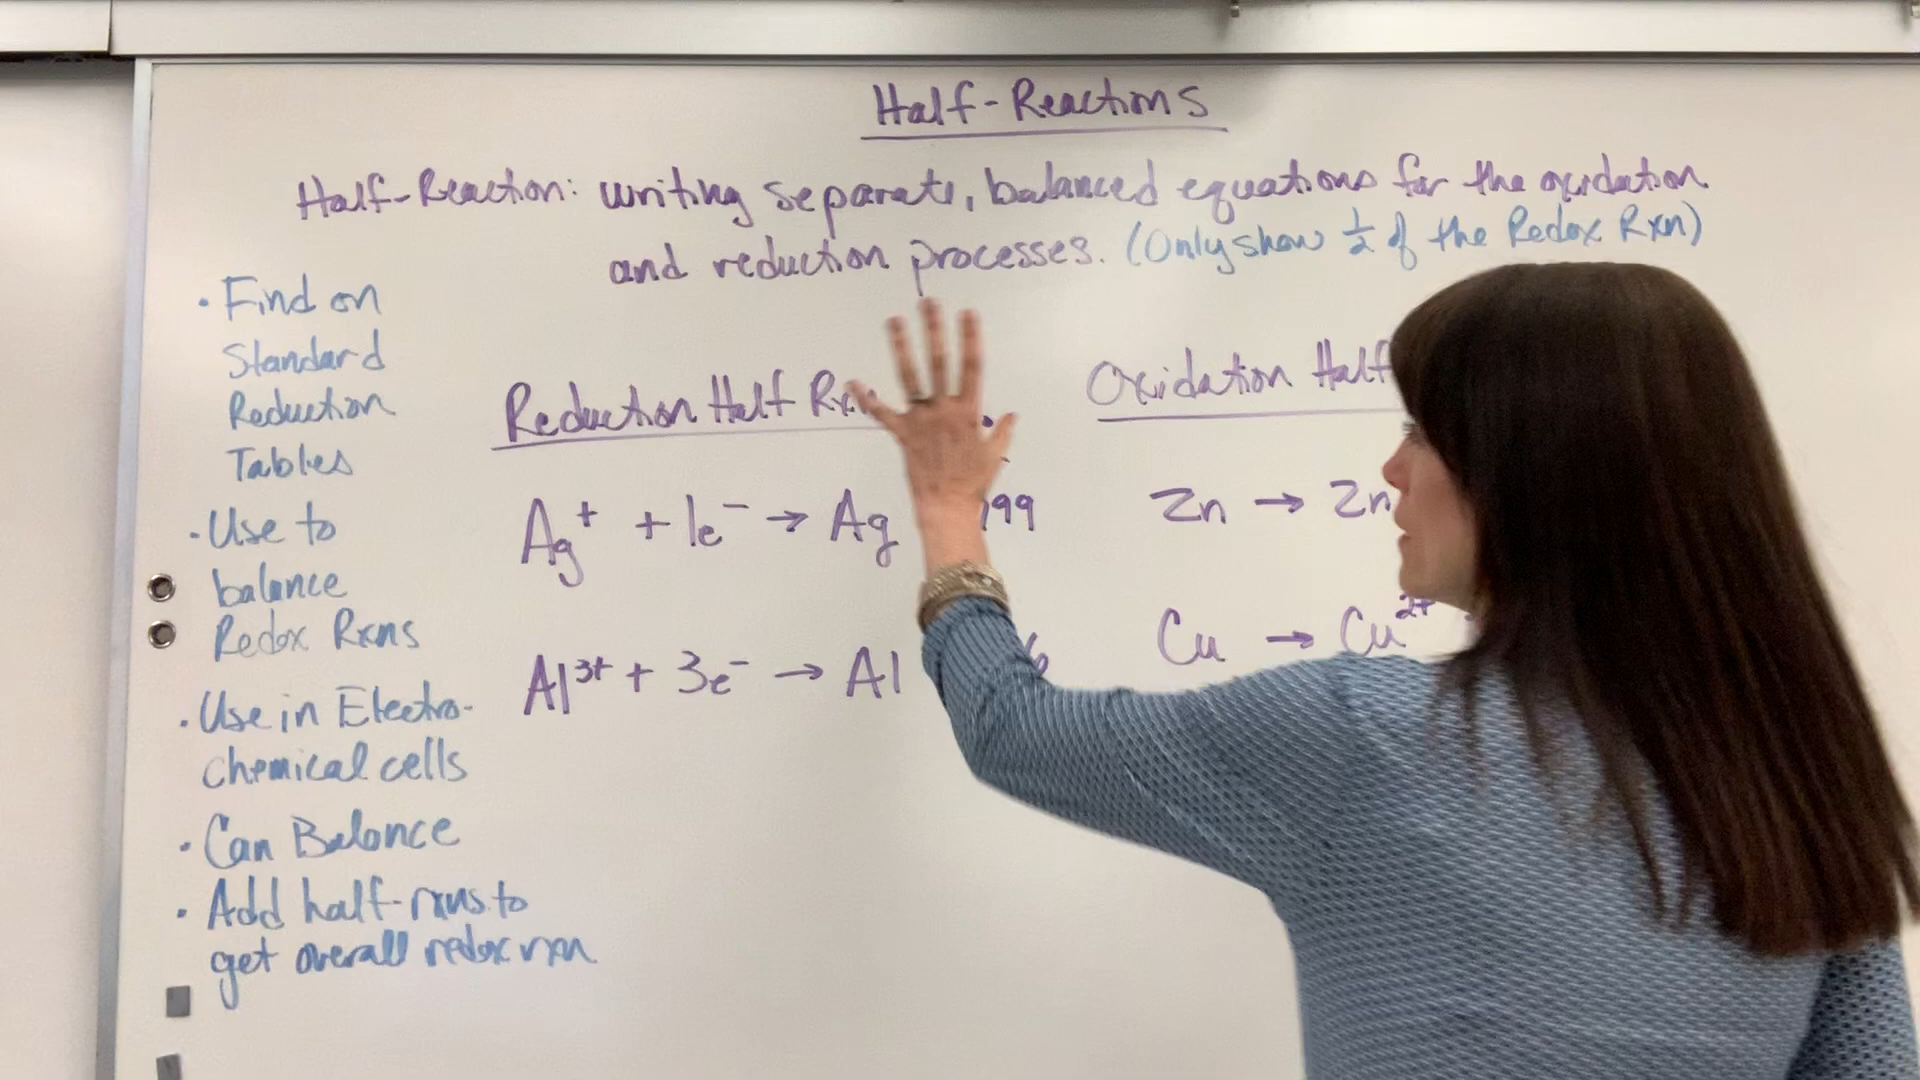 Half-Reactions
Half-Reaction: writing separate, balanced equations for the oxidation
and reduction processes. (Only show 1/2 of the Redox Rxn)
• Find on
Standard
Reduction
Tables
• Use to
balance
Redox Rxns
• Use in Electro-
chemical cells
• Can Balance
• Add half-rxns to
get overall redox rxn
Reduction Half Rxn
Ag⁺ + 1e⁻ → Ag 799
Al³⁺ + 3e⁻ → Al 6
Oxidation Half
Zn → Zn
Cu → Cu²⁺